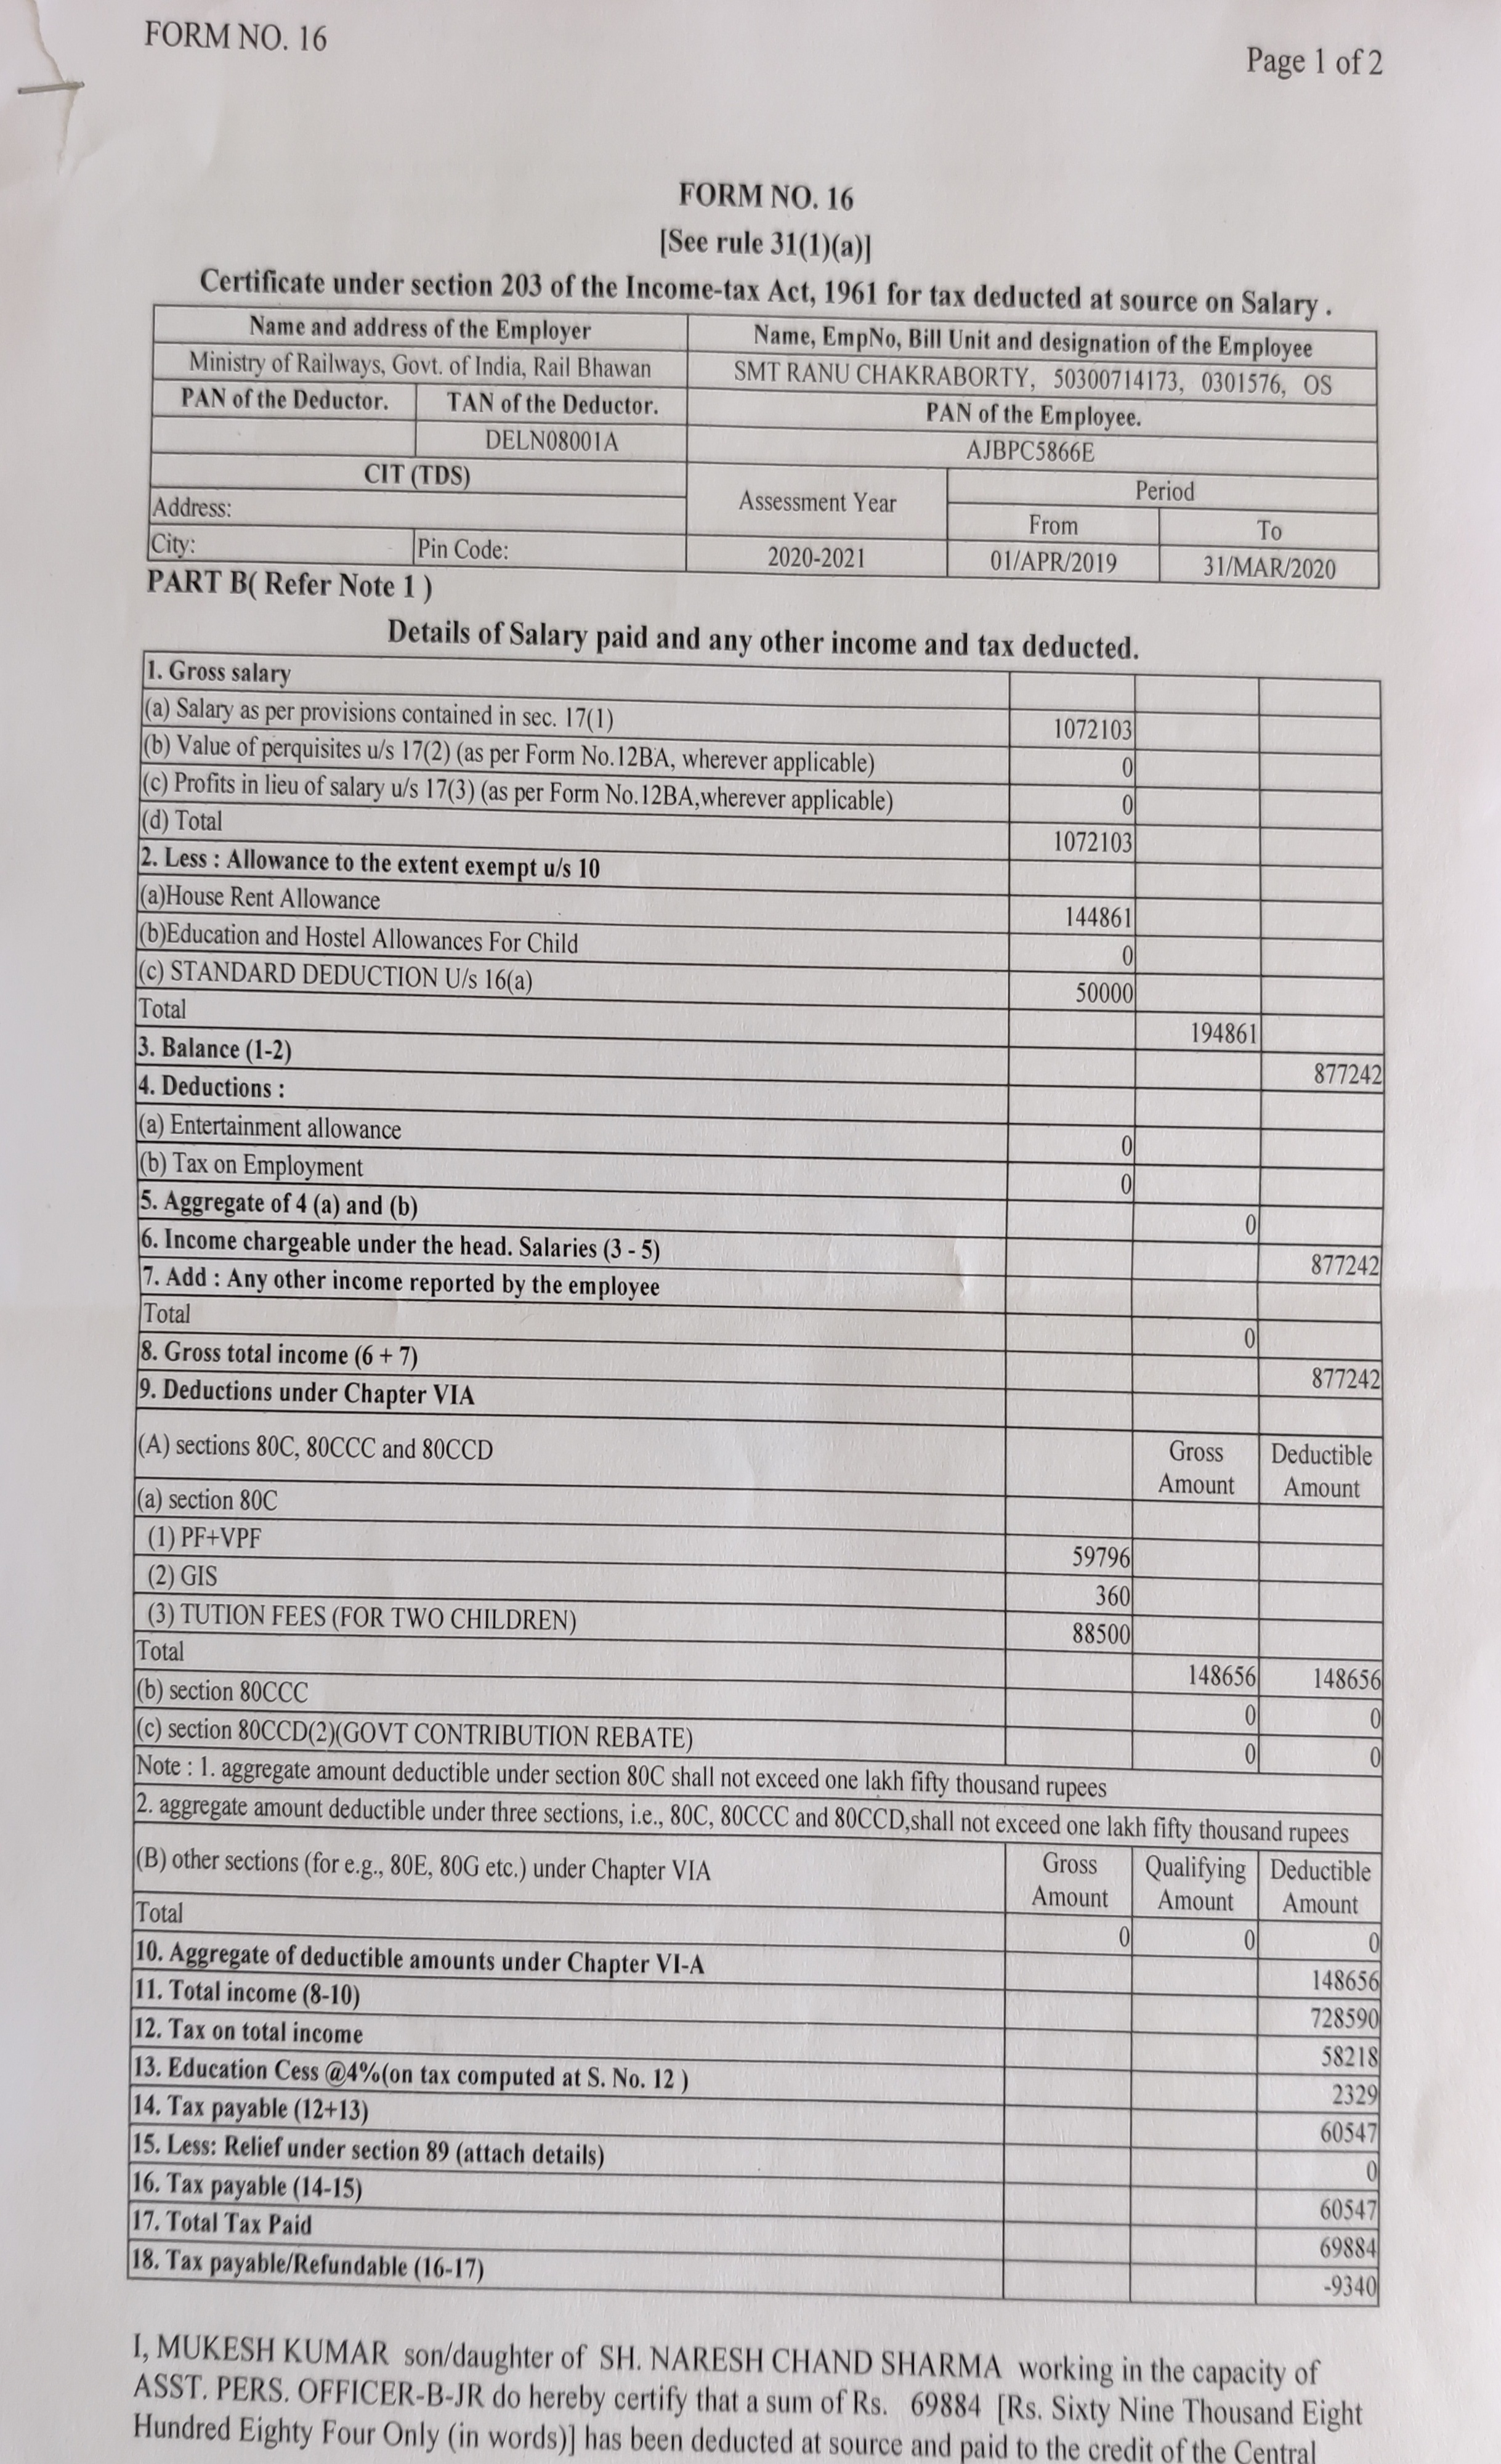 FORM NO. 16
Page 1 of 2
FORM NO. 16
[See rule 31(1)(a)]
Certificate under section 203 of the Income-tax Act, 1961 for tax deducted at source on Salary .
Name and address of the Employer Name, EmpNo, Bill Unit and designation of the Employee
Ministry of Railways, Govt. of India, Rail Bhawan SMT RANU CHAKRABORTY, 50300714173, 0301576, OS
PAN of the Deductor. TAN of the Deductor. PAN of the Employee.
DELN08001A AJBPC5866E
CIT (TDS) Assessment Year Period
Address: From To
City: Pin Code: 2020-2021 01/APR/2019 31/MAR/2020
PART B( Refer Note 1 )
Details of Salary paid and any other income and tax deducted.
1. Gross salary
(a) Salary as per provisions contained in sec. 17(1) 1072103
(b) Value of perquisites u/s 17(2) (as per Form No.12BA, wherever applicable) 0
(c) Profits in lieu of salary u/s 17(3) (as per Form No.12BA,wherever applicable) 0
(d) Total 1072103
2. Less : Allowance to the extent exempt u/s 10
(a)House Rent Allowance 144861
(b)Education and Hostel Allowances For Child 0
(c) STANDARD DEDUCTION U/s 16(a) 50000
Total 194861
3. Balance (1-2) 877242
4. Deductions :
(a) Entertainment allowance 0
(b) Tax on Employment 0
5. Aggregate of 4 (a) and (b) 0
6. Income chargeable under the head. Salaries (3 - 5) 877242
7. Add : Any other income reported by the employee
Total 0
8. Gross total income (6 + 7) 877242
9. Deductions under Chapter VIA
(A) sections 80C, 80CCC and 80CCD Gross Amount Deductible Amount
(a) section 80C
(1) PF+VPF 59796
(2) GIS 360
(3) TUTION FEES (FOR TWO CHILDREN) 88500
Total 148656 148656
(b) section 80CCC 0 0
(c) section 80CCD(2)(GOVT CONTRIBUTION REBATE) 0 0
Note : 1. aggregate amount deductible under section 80C shall not exceed one lakh fifty thousand rupees
2. aggregate amount deductible under three sections, i.e., 80C, 80CCC and 80CCD,shall not exceed one lakh fifty thousand rupees
(B) other sections (for e.g., 80E, 80G etc.) under Chapter VIA Gross Amount Qualifying Amount Deductible Amount
Total 0 0 0
10. Aggregate of deductible amounts under Chapter VI-A 148656
11. Total income (8-10) 728590
12. Tax on total income 58218
13. Education Cess @4%(on tax computed at S. No. 12 ) 2329
14. Tax payable (12+13) 60547
15. Less: Relief under section 89 (attach details) 0
16. Tax payable (14-15) 60547
17. Total Tax Paid 69884
18. Tax payable/Refundable (16-17) -9340
I, MUKESH KUMAR son/daughter of SH. NARESH CHAND SHARMA working in the capacity of
ASST. PERS. OFFICER-B-JR do hereby certify that a sum of Rs. 69884 [Rs. Sixty Nine Thousand Eight
Hundred Eighty Four Only (in words)] has been deducted at source and paid to the credit of the Central